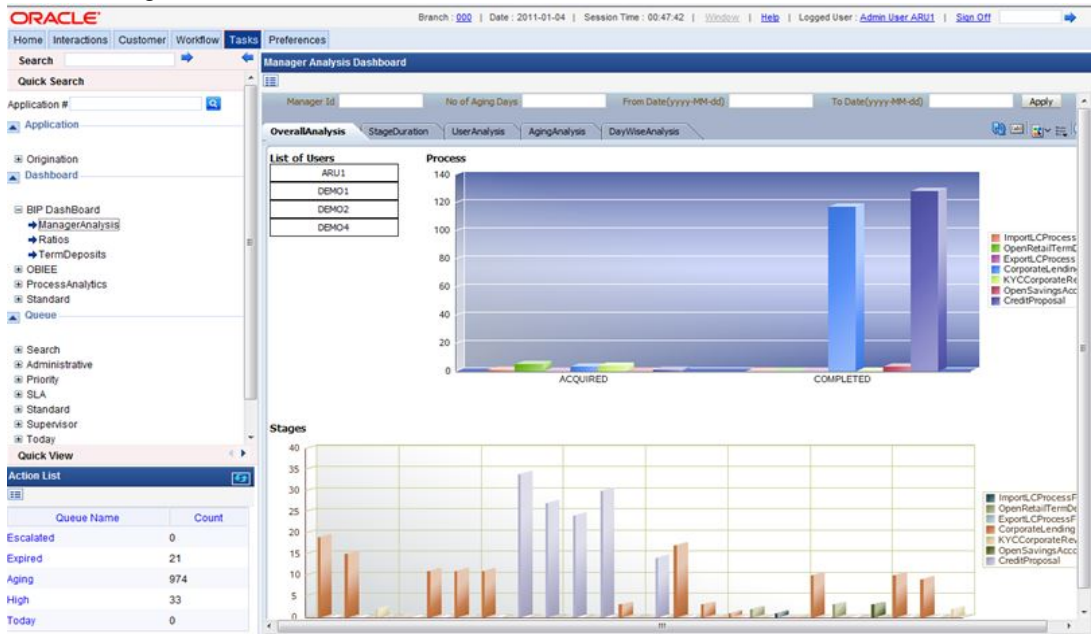 ORACLE
Branch : 000 | Date : 2011-01-04 | Session Time : 00:47:42 | Window | Help | Logged User : Admin User ARU1 | Sign Off
Home Interactions Customer Workflow Tasks Preferences
Search
Quick Search
Application #
Application
Origination
Dashboard
BIP DashBoard
ManagerAnalysis
Ratios
TermDeposits
OBIEE
ProcessAnalytics
Standard
Queue
Search
Administrative
Priority
SLA
Standard
Supervisor
Today
Quick View
Action List
Queue Name Count
Escalated 0
Expired 21
Aging 974
High 33
Today 0
Manager Analysis Dashboard
Manager Id No of Aging Days From Date(yyyy-MM-dd) To Date(yyyy-MM-dd) Apply
OverallAnalysis StageDuration UserAnalysis AgingAnalysis DayWiseAnalysis
List of Users
ARU1
DEMO1
DEMO2
DEMO4
Process
140
120
100
80
60
40
20
0
ACQUIRED COMPLETED
ImportLCProcess
OpenRetailTermD
ExportLCProcess
CorporateLending
KYCCorporateRe
OpenSavingsAcc
CreditProposal
Stages
40
35
30
25
20
15
10
5
0
ImportLCProcessF
OpenRetailTermDe
ExportLCProcessF
CorporateLending
KYCCorporateRev
OpenSavingsAcco
CreditProposal